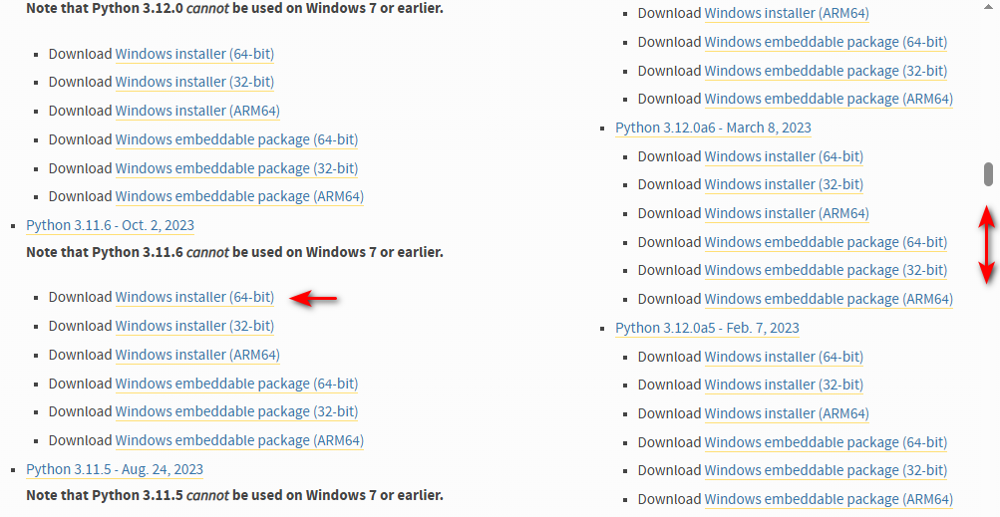 Note that Python 3.12.0 cannot be used on Windows 7 or earlier.
Download Windows installer (64-bit)
Download Windows installer (32-bit)
Download Windows installer (ARM64)
Download Windows embeddable package (64-bit)
Download Windows embeddable package (32-bit)
Download Windows embeddable package (ARM64)
Python 3.11.6 - Oct. 2, 2023
Note that Python 3.11.6 cannot be used on Windows 7 or earlier.
Download Windows installer (64-bit)
Download Windows installer (32-bit)
Download Windows installer (ARM64)
Download Windows embeddable package (64-bit)
Download Windows embeddable package (32-bit)
Download Windows embeddable package (ARM64)
Python 3.11.5 - Aug. 24, 2023
Note that Python 3.11.5 cannot be used on Windows 7 or earlier.
Download Windows installer (ARM64)
Download Windows embeddable package (64-bit)
Download Windows embeddable package (32-bit)
Download Windows embeddable package (ARM64)
Python 3.12.0a6 - March 8, 2023
Download Windows installer (64-bit)
Download Windows installer (32-bit)
Download Windows installer (ARM64)
Download Windows embeddable package (64-bit)
Download Windows embeddable package (32-bit)
Download Windows embeddable package (ARM64)
Python 3.12.0a5 - Feb. 7, 2023
Download Windows installer (64-bit)
Download Windows installer (32-bit)
Download Windows installer (ARM64)
Download Windows embeddable package (64-bit)
Download Windows embeddable package (32-bit)
Download Windows embeddable package (ARM64)